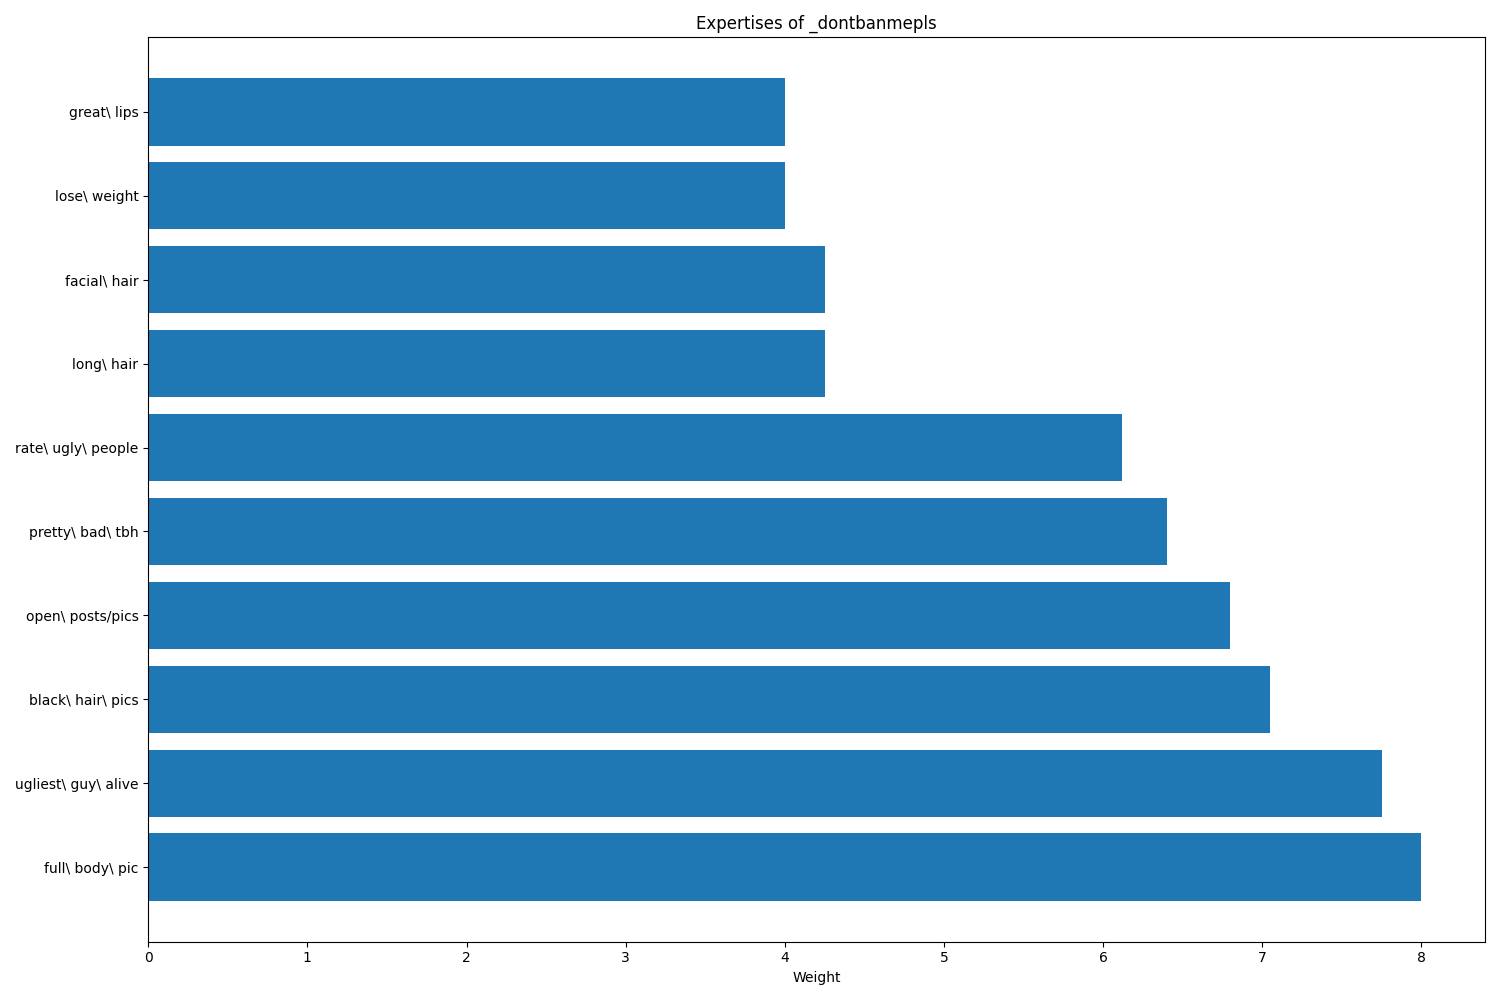 Expertises of _dontbanmepls
great\ lips
lose\ weight
facial\ hair
long\ hair
rate\ ugly\ people
pretty\ bad\ tbh
open\ posts/pics
black\ hair\ pics
ugliest\ guy\ alive
full\ body\ pic
0 1 2 3 4 5 6 7 8
Weight